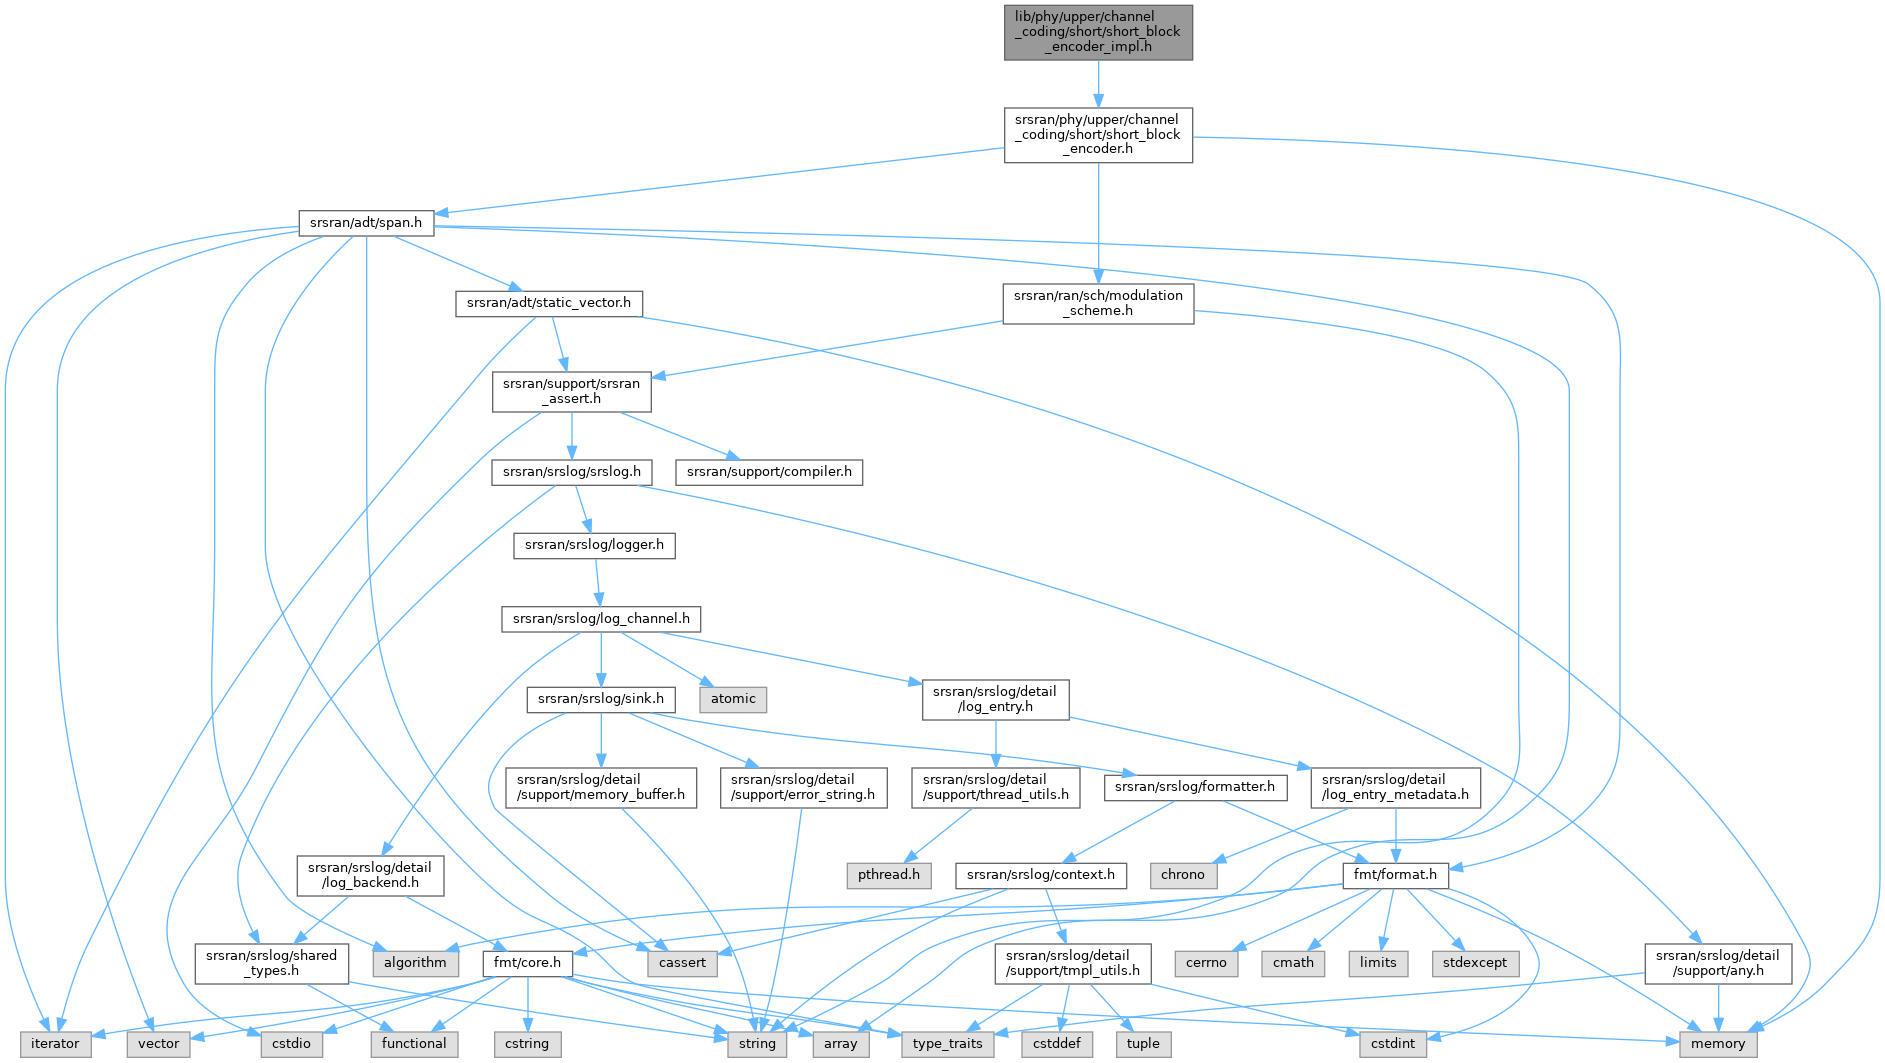 lib/phy/upper/channel
_coding/short/short_block
_encoder_impl.h
srsran/phy/upper/channel
_coding/short/short_block
_encoder.h
srsran/adt/span.h
srsran/adt/static_vector.h
srsran/ran/sch/modulation
_scheme.h
srsran/support/srsran
_assert.h
srsran/srslog/srslog.h
srsran/support/compiler.h
srsran/srslog/logger.h
srsran/srslog/log_channel.h
srsran/srslog/sink.h
atomic
srsran/srslog/detail
/log_entry.h
srsran/srslog/detail
/support/memory_buffer.h
srsran/srslog/detail
/support/error_string.h
srsran/srslog/detail
/support/thread_utils.h
srsran/srslog/formatter.h
srsran/srslog/detail
/log_entry_metadata.h
srsran/srslog/detail
/log_backend.h
pthread.h
srsran/srslog/context.h
chrono
fmt/format.h
srsran/srslog/shared
_types.h
algorithm
fmt/core.h
cassert
srsran/srslog/detail
/support/tmpl_utils.h
cerrno
cmath
limits
stdexcept
srsran/srslog/detail
/support/any.h
iterator
vector
cstdio
functional
cstring
string
array
type_traits
cstddef
tuple
cstdint
memory